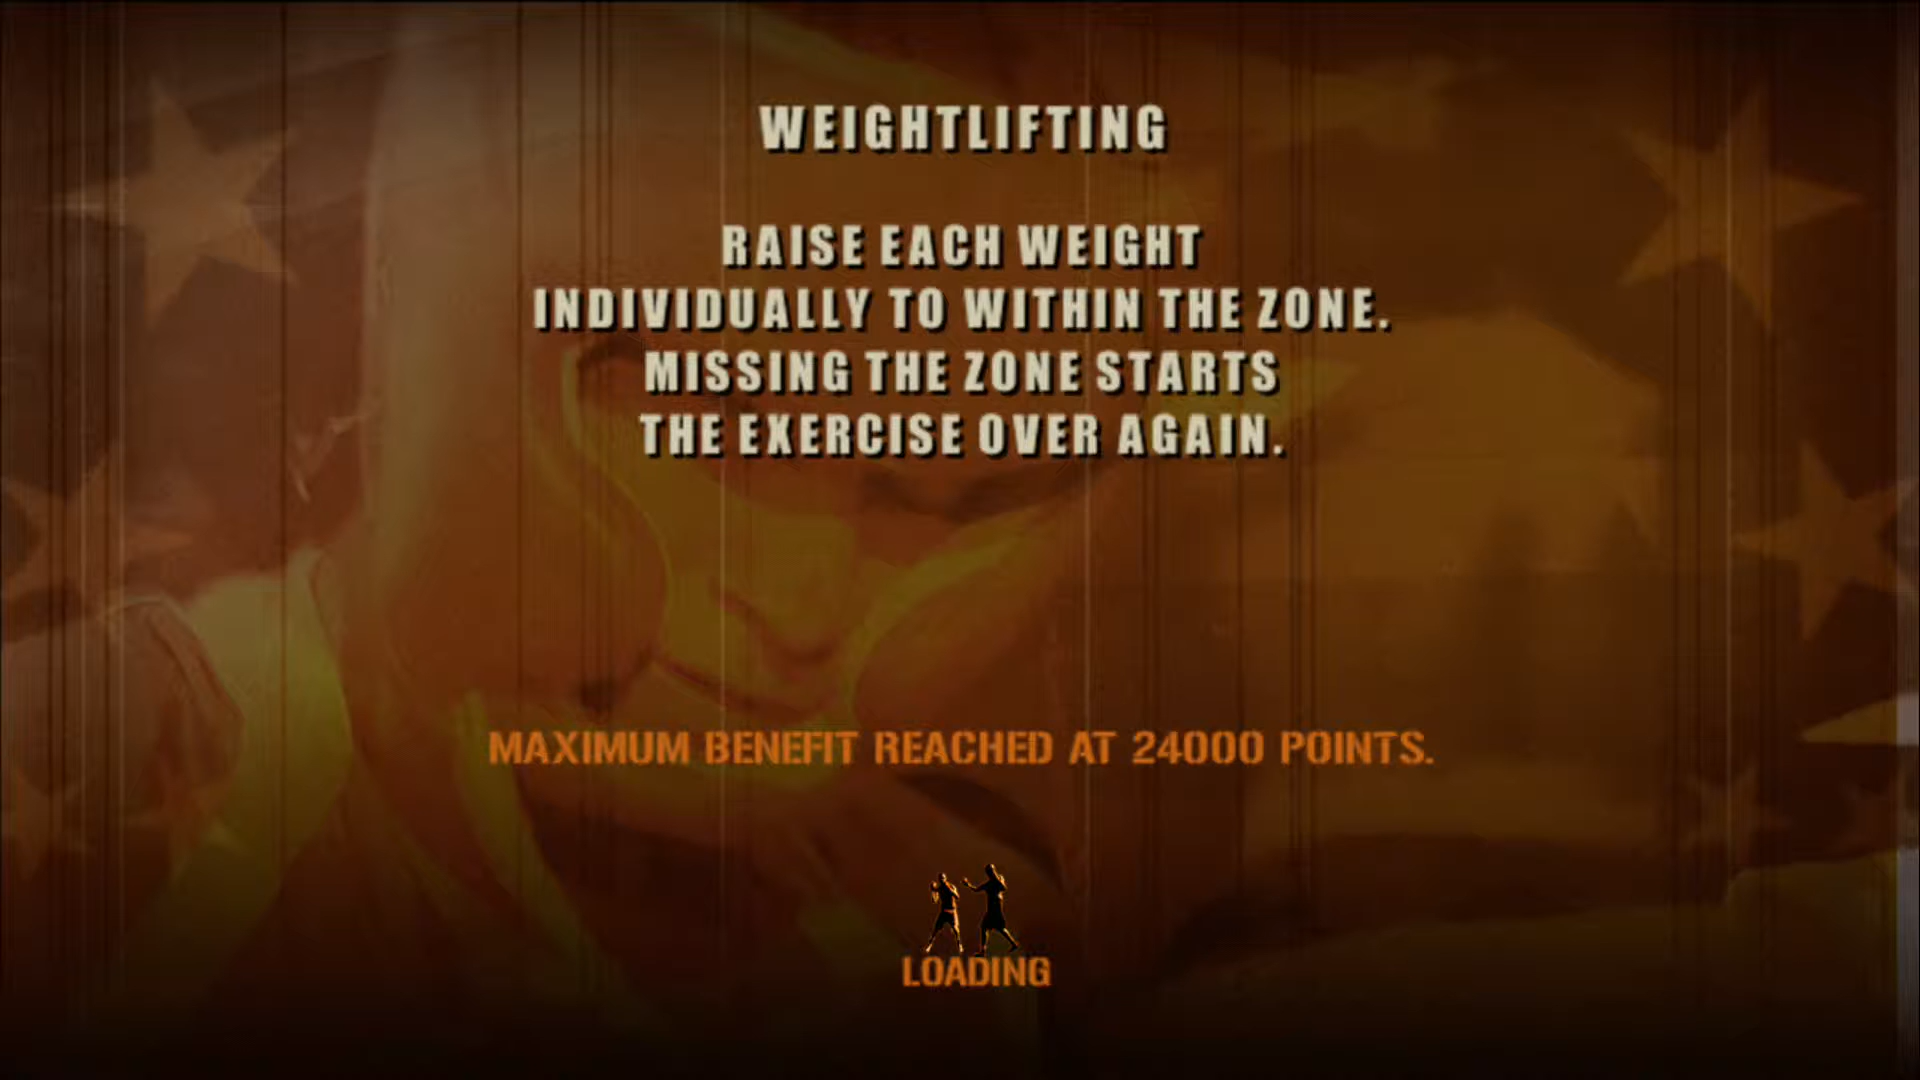 WEIGHTLIFTING
RAISE EACH WEIGHT
INDIVIDUALLY TO WITHIN THE ZONE.
MISSING THE ZONE STARTS
THE EXERCISE OVER AGAIN.
MAXIMUM BENEFIT REACHED AT 24000 POINTS.
LOADING